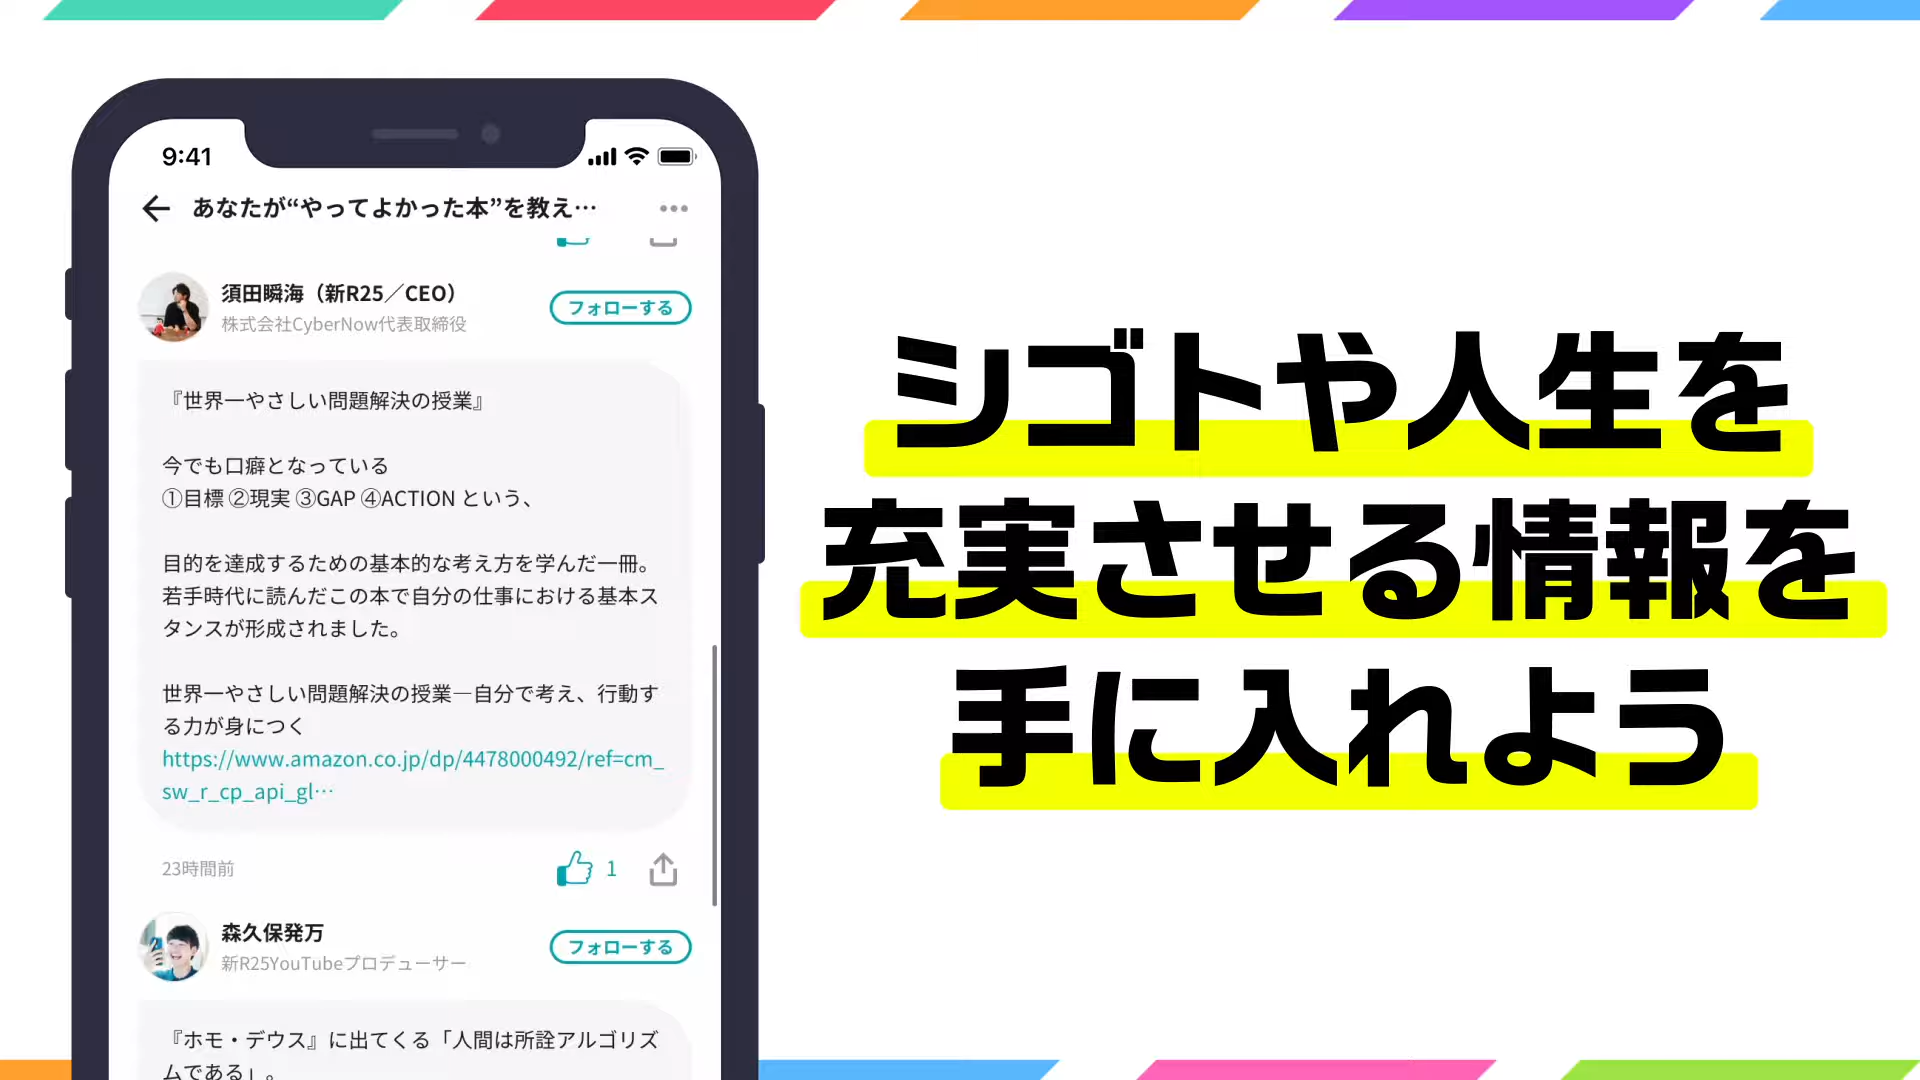 9:41
あなたが“やってよかった本”を教え…
須田瞬海（新R25／CEO）
株式会社CyberNow代表取締役
フォローする
『世界一やさしい問題解決の授業』
今でも口癖となっている
①目標 ②現実 ③GAP ④ACTION という、
目的を達成するための基本的な考え方を学んだ一冊。
若手時代に読んだこの本で自分の仕事における基本ス
タンスが形成されました。
世界一やさしい問題解決の授業―自分で考え、行動す
る力が身につく
https://www.amazon.co.jp/dp/4478000492/ref=cm_
sw_r_cp_api_gl…
23時間前
1
森久保発万
新R25YouTubeプロデューサー
フォローする
『ホモ・デウス』に出てくる「人間は所詮アルゴリズ
ムである」。
シゴトや人生を
充実させる情報を
手に入れよう